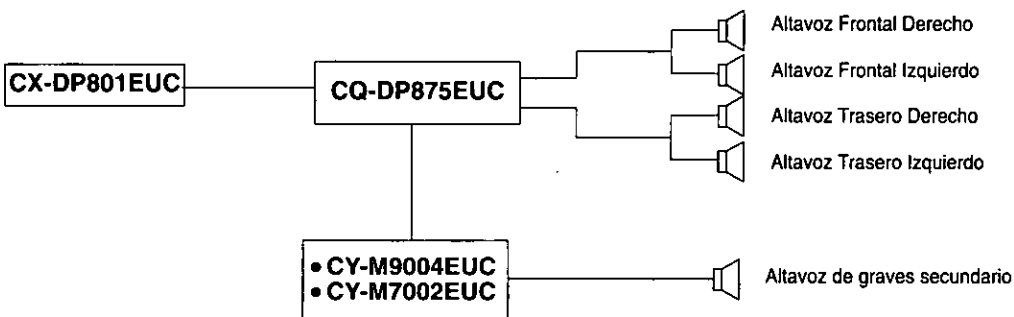 CX-DP801EUC
CQ-DP875EUC
Altavoz Frontal Derecho
Altavoz Frontal Izquierdo
Altavoz Trasero Derecho
Altavoz Trasero Izquierdo
• CY-M9004EUC
• CY-M7002EUC
Altavoz de graves secundario